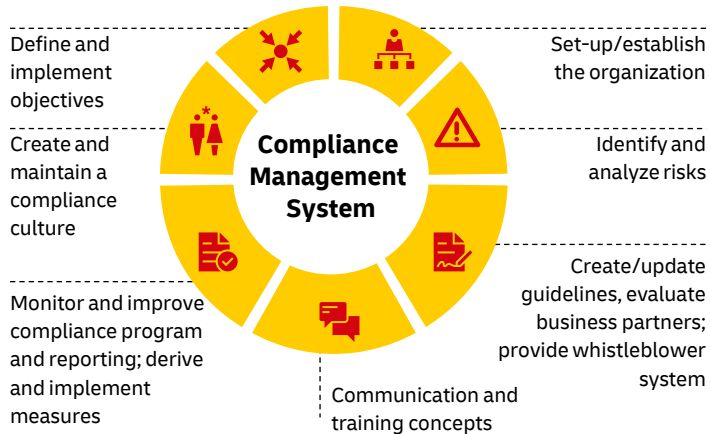 Define and
implement
objectives
Set-up/establish
the organization
Create and
maintain a
compliance
culture
*
Compliance
Management
System
Identify and
analyze risks
Monitor and improve
compliance program
and reporting; derive
and implement
measures
Create/update
guidelines, evaluate
business partners;
provide whistleblower
system
Communication and
training concepts